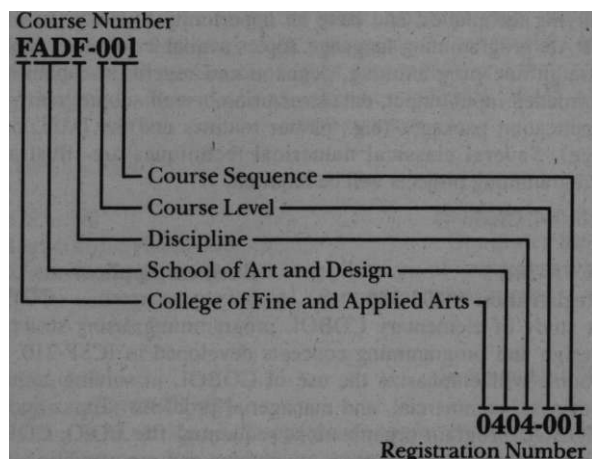 Course Number
FADF-001
Course Sequence
Course Level
Discipline
School of Art and Design
College of Fine and Applied Arts
0404-001
Registration Number